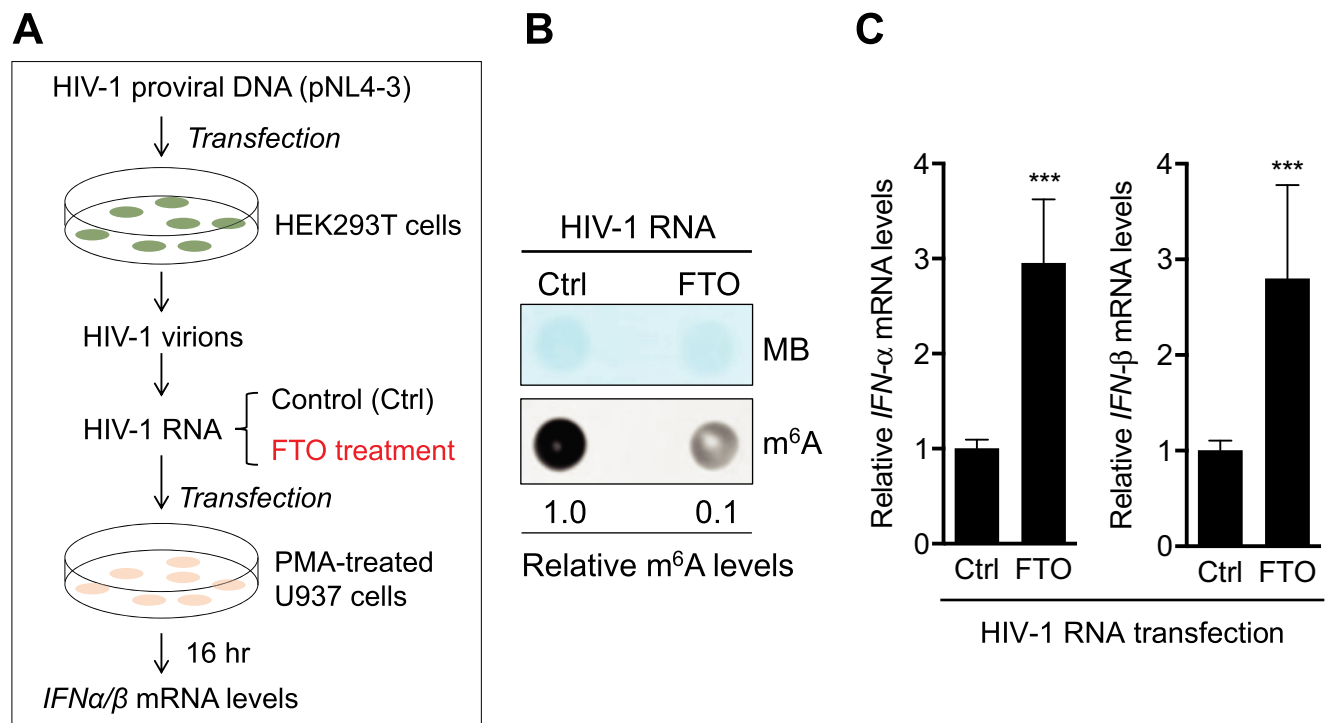 A
HIV-1 proviral DNA (pNL4-3)
Transfection
HEK293T cells
HIV-1 virions
HIV-1 RNA
Control (Ctrl)
FTO treatment
Transfection
PMA-treated
U937 cells
16 hr
IFNα/β mRNA levels
B
HIV-1 RNA
Ctrl FTO
MB
m⁶A
1.0 0.1
Relative m⁶A levels
C
Relative IFN-α mRNA levels
4
3
2
1
0
***
Ctrl FTO
Relative IFN-β mRNA levels
4
3
2
1
0
***
Ctrl FTO
HIV-1 RNA transfection